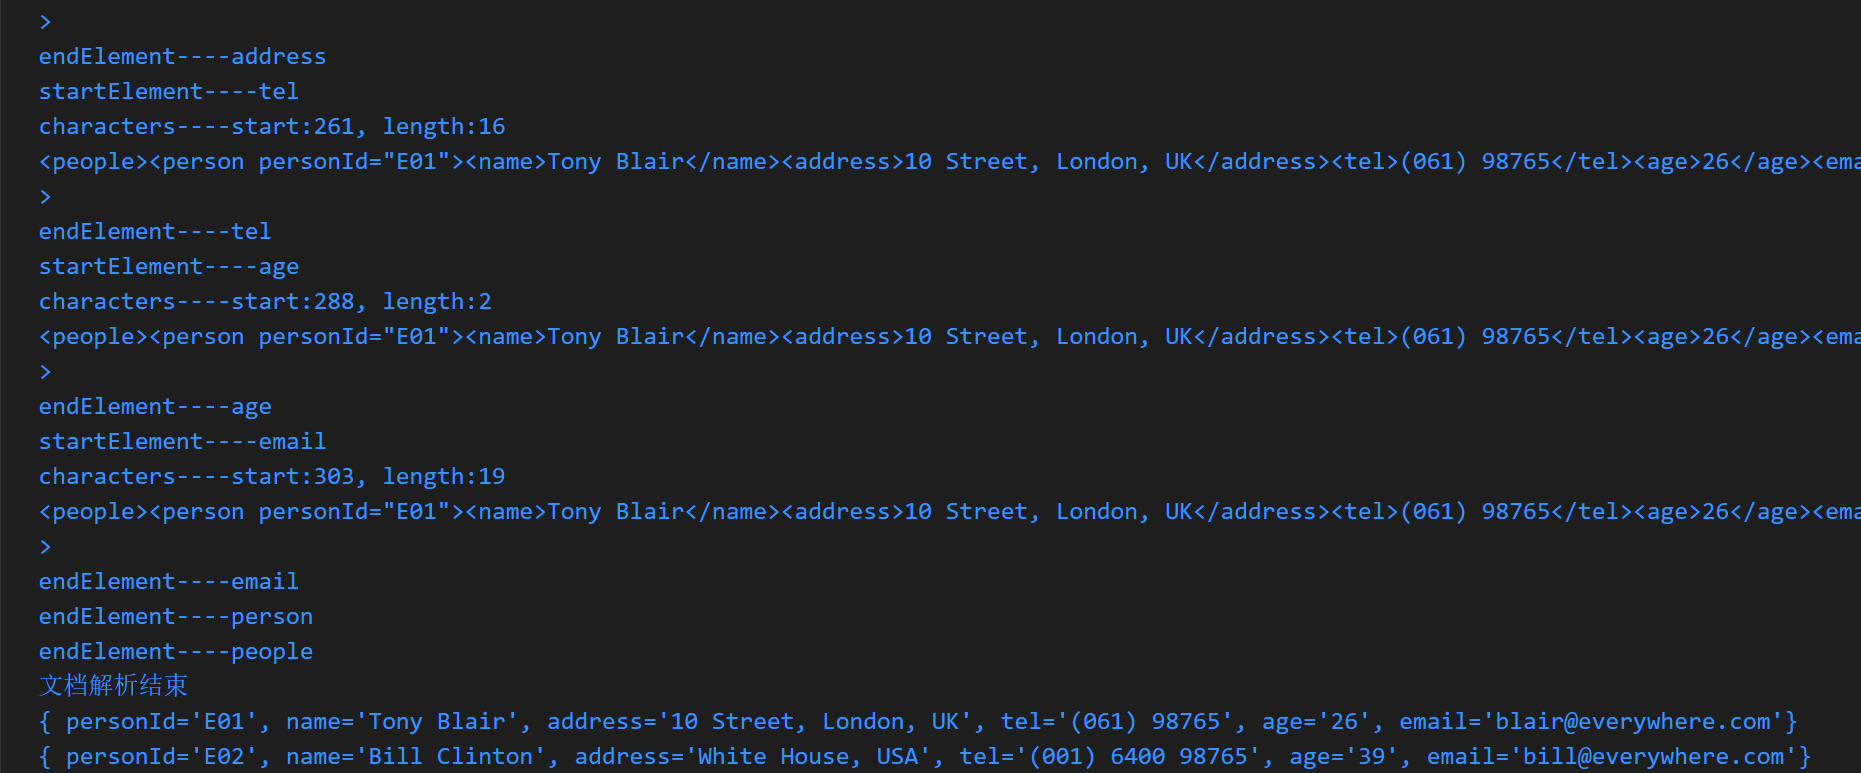 >
endElement----address
startElement----tel
characters----start:261, length:16
<people><person personId="E01"><name>Tony Blair</name><address>10 Street, London, UK</address><tel>(061) 98765</tel><age>26</age><ema
>
endElement----tel
startElement----age
characters----start:288, length:2
<people><person personId="E01"><name>Tony Blair</name><address>10 Street, London, UK</address><tel>(061) 98765</tel><age>26</age><ema
>
endElement----age
startElement----email
characters----start:303, length:19
<people><person personId="E01"><name>Tony Blair</name><address>10 Street, London, UK</address><tel>(061) 98765</tel><age>26</age><ema
>
endElement----email
endElement----person
endElement----people
文档解析结束
{ personId='E01', name='Tony Blair', address='10 Street, London, UK', tel='(061) 98765', age='26', email='blair@everywhere.com'}
{ personId='E02', name='Bill Clinton', address='White House, USA', tel='(001) 6400 98765', age='39', email='bill@everywhere.com'}